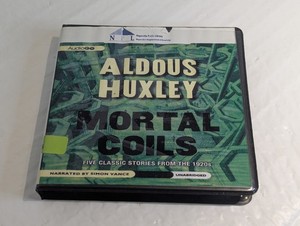 AudioGO
ALDOUS
HUXLEY
MORTAL
COILS
FIVE CLASSIC STORIES FROM THE 1920s
NARRATED BY SIMON VANCE UNABRIDGED